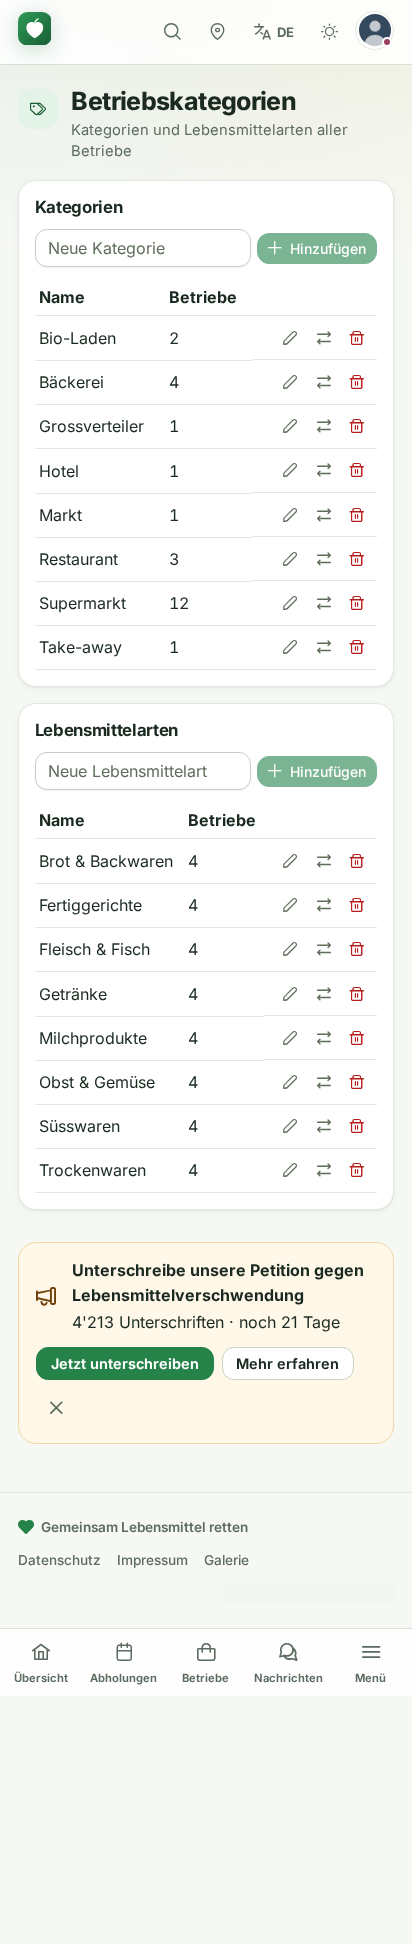 DE
Betriebskategorien
Kategorien und Lebensmittelarten aller
Betriebe
Kategorien
Neue Kategorie
Hinzufügen
Name Betriebe
Bio-Laden 2
Bäckerei 4
Grossverteiler 1
Hotel 1
Markt 1
Restaurant 3
Supermarkt 12
Take-away 1
Lebensmittelarten
Neue Lebensmittelart
Hinzufügen
Name Betriebe
Brot & Backwaren 4
Fertiggerichte 4
Fleisch & Fisch 4
Getränke 4
Milchprodukte 4
Obst & Gemüse 4
Süsswaren 4
Trockenwaren 4
Unterschreibe unsere Petition gegen
Lebensmittelverschwendung
4'213 Unterschriften · noch 21 Tage
Jetzt unterschreiben Mehr erfahren
Gemeinsam Lebensmittel retten
Datenschutz Impressum Galerie
Übersicht Abholungen Betriebe Nachrichten Menü